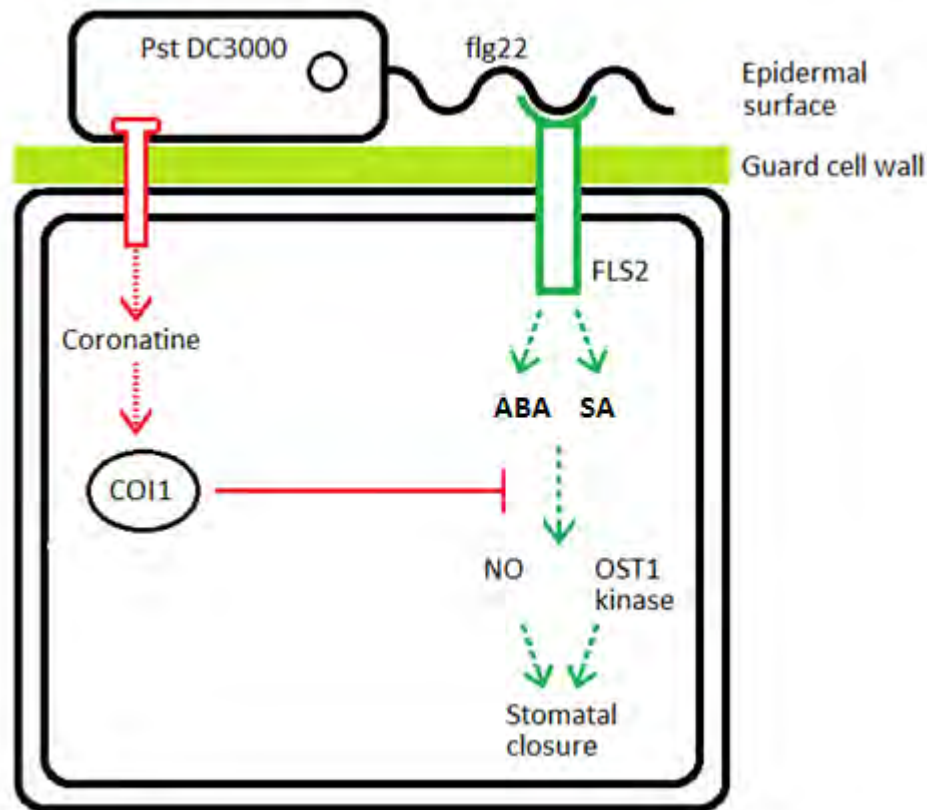 Pst DC3000
flg22
Epidermal
surface
Guard cell wall
FLS2
Coronatine
ABA SA
COI1
NO
OST1
kinase
Stomatal
closure